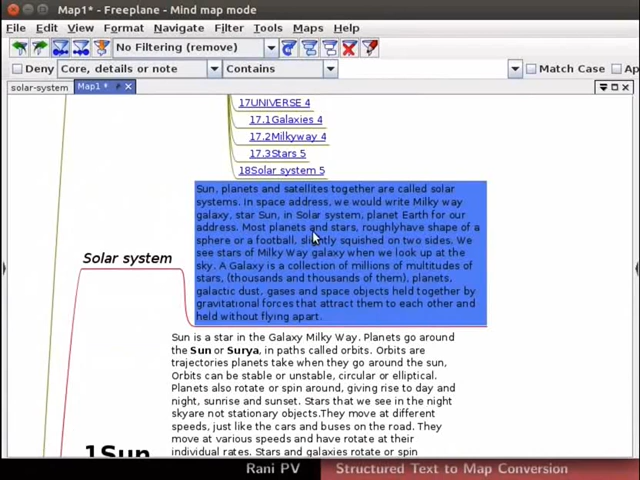 Map1* - Freeplane - Mind map mode
File Edit View Format Navigate Filter Tools Maps Help
No Filtering (remove)
Deny Core, details or note Contains Match Case Ap
solar-system Map1 *
17UNIVERSE 4
17.1Galaxies 4
17.2Milkyway 4
17.3Stars 5
18Solar system 5
Sun, planets and satellites together are called solar
systems. In space address, we would write Milky way
galaxy, star Sun, in Solar system, planet Earth for our
address. Most planets and stars, roughlyhave shape of a
sphere or a football, slightly squished on two sides. We
see stars of Milky Way galaxy when we look up at the
sky. A Galaxy is a collection of millions of multitudes of
stars, (thousands and thousands of them), planets,
galactic dust, gases and space objects held together by
gravitational forces that attract them to each other and
held without flying apart.
Solar system
Sun is a star in the Galaxy Milky Way. Planets go around
the Sun or Surya, in paths called orbits. Orbits are
trajectories planets take when they go around the sun,
Orbits can be stable or unstable, circular or elliptical.
Planets also rotate or spin around, giving rise to day and
night, sunrise and sunset. Stars that we see in the night
skyare not stationary objects.They move at different
speeds, just like the cars and buses on the road. They
move at various speeds and have rotate at their
individual rates. Stars and galaxies rotate or spin
1Sun
Rani PV Structured Text to Map Conversion